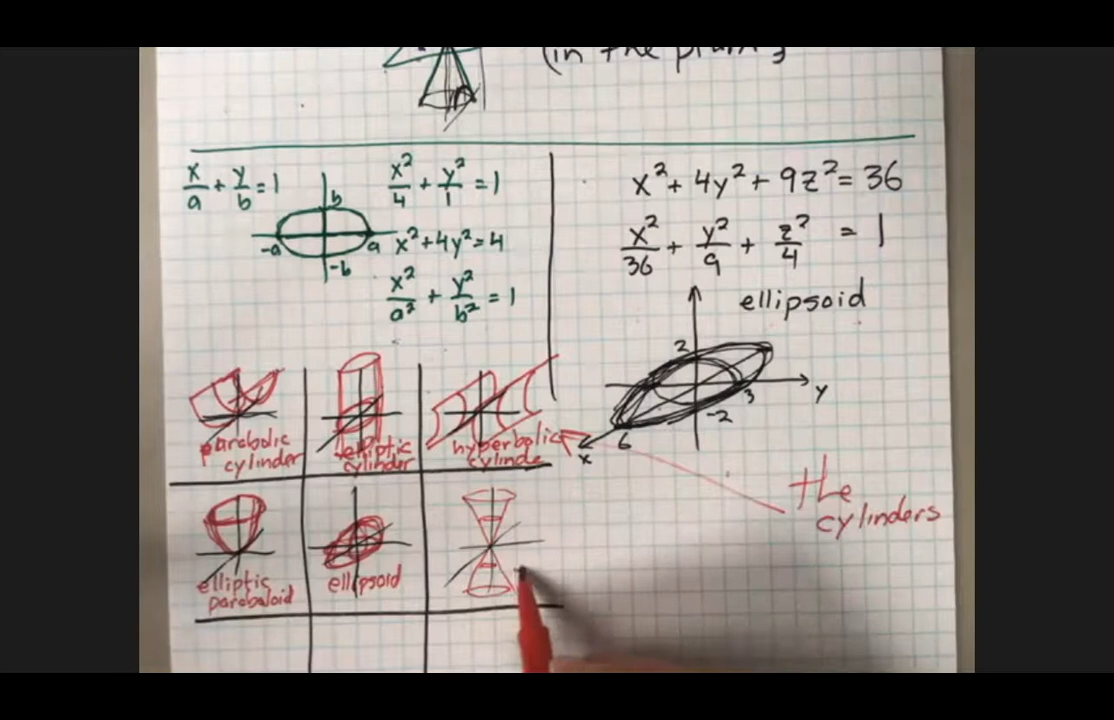 (in the plane)
x/a + y/b = 1
b
-a
a
-b
x²/4 + y²/1 = 1
x² + 4y² = 4
x²/a² + y²/b² = 1
x² + 4y² + 9z² = 36
x²/36 + y²/9 + z²/4 = 1
ellipsoid
2
y
3
-2
6
x
parabolic
cylinder
elliptic
cylinder
hyperbolic
cylinde
the
cylinders
elliptic
paraboloid
ellipsoid